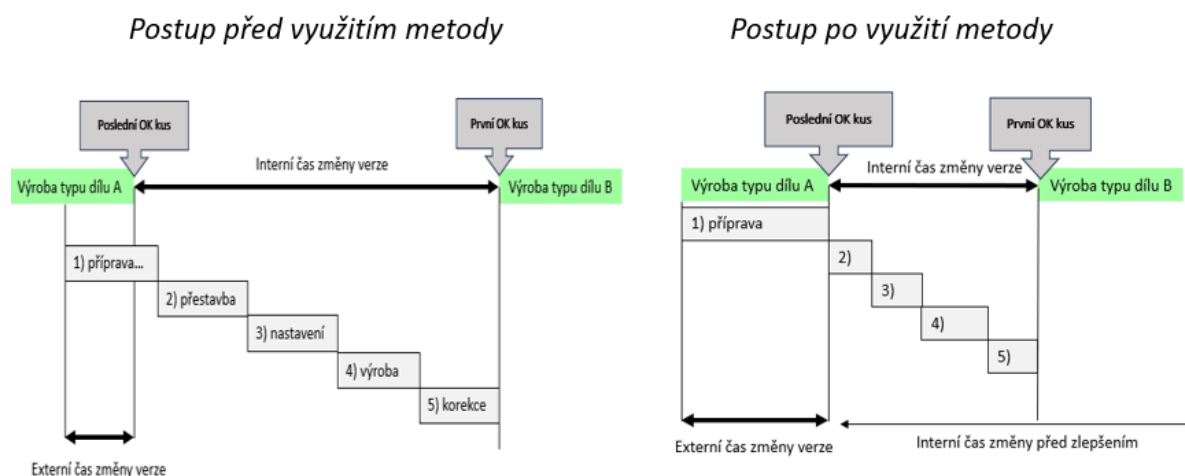 Postup před využitím metody
Poslední OK kus
První OK kus
Interní čas změny verze
Výroba typu dílu A
Výroba typu dílu B
1) příprava...
2) přestavba
3) nastavení
4) výroba
5) korekce
Externí čas změny verze
Postup po využití metody
Poslední OK kus
První OK kus
Interní čas změny verze
Výroba typu dílu A
Výroba typu dílu B
1) příprava
2)
3)
4)
5)
Externí čas změny verze
Interní čas změny před zlepšením